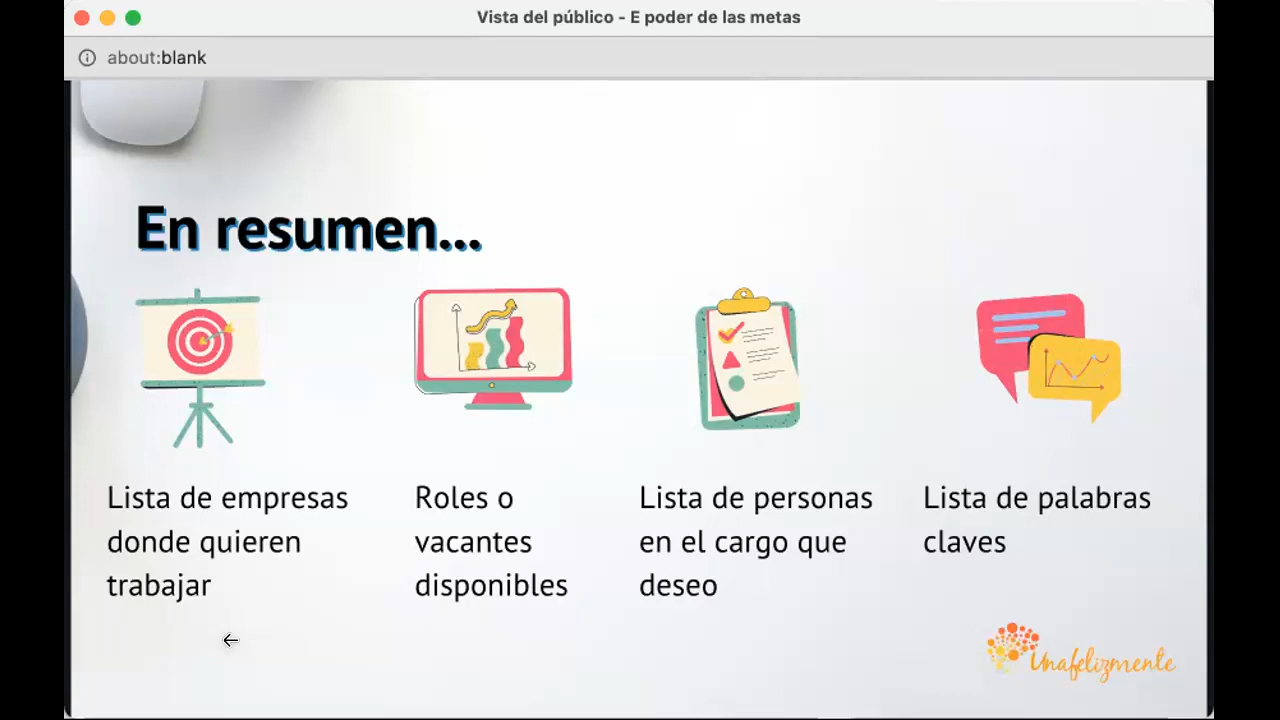 Vista del público - E poder de las metas
about:blank
En resumen...
Lista de empresas
donde quieren
trabajar
Roles o
vacantes
disponibles
Lista de personas
en el cargo que
deseo
Lista de palabras
claves
Unafelizmente